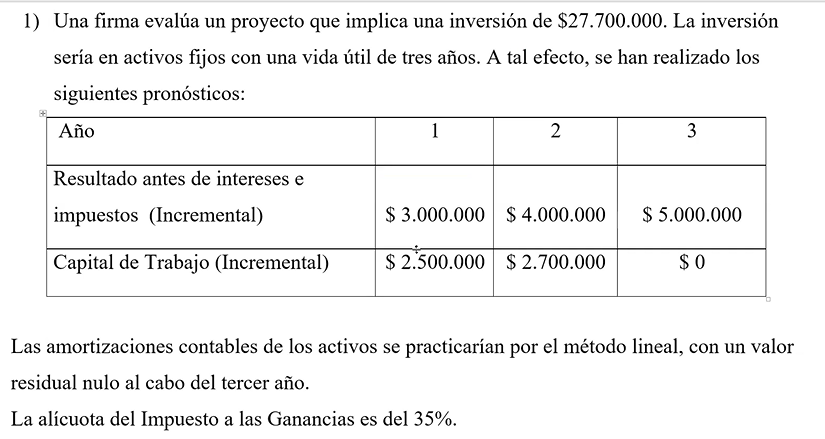 1) Una firma evalúa un proyecto que implica una inversión de $27.700.000. La inversión
sería en activos fijos con una vida útil de tres años. A tal efecto, se han realizado los
siguientes pronósticos:
Año 1 2 3
Resultado antes de intereses e
impuestos (Incremental) $ 3.000.000 $ 4.000.000 $ 5.000.000
Capital de Trabajo (Incremental) $ 2.500.000 $ 2.700.000 $ 0
Las amortizaciones contables de los activos se practicarían por el método lineal, con un valor
residual nulo al cabo del tercer año.
La alícuota del Impuesto a las Ganancias es del 35%.